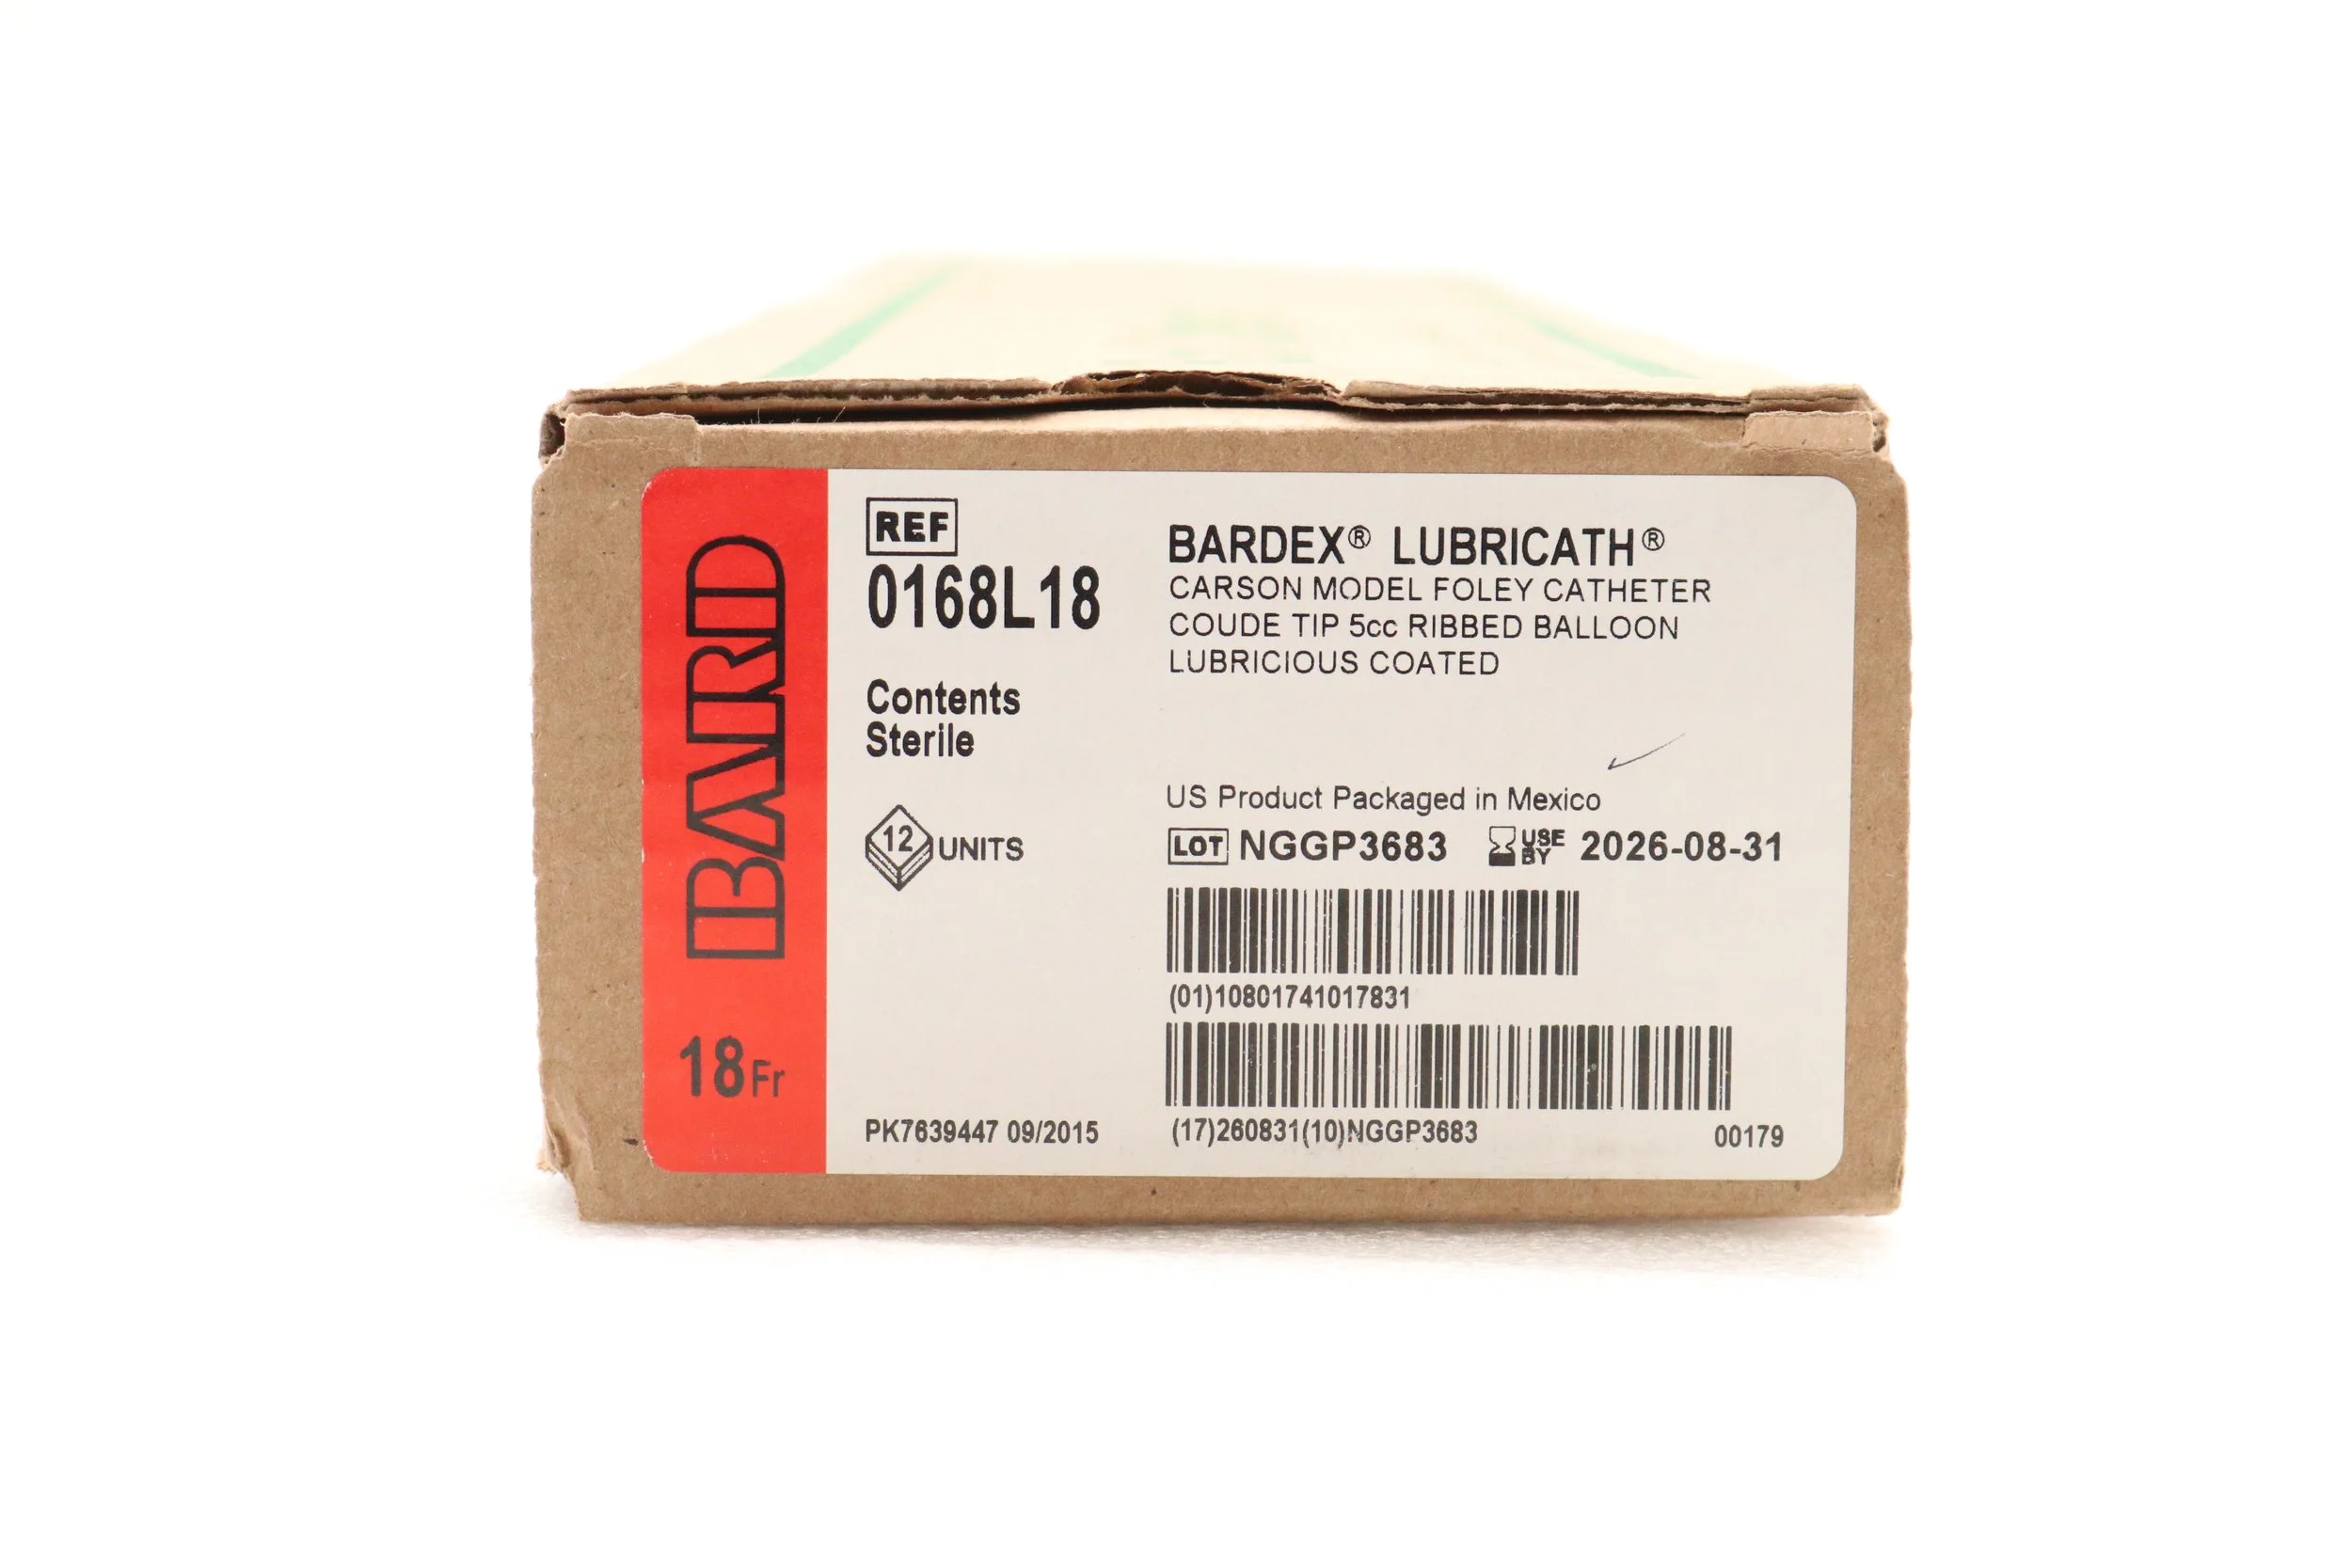 BARD
18Fr
REF
0168L18
Contents
Sterile
12 UNITS
PK7639447 09/2015
BARDEX® LUBRICATH®
CARSON MODEL FOLEY CATHETER
COUDE TIP 5cc RIBBED BALLOON
LUBRICIOUS COATED
US Product Packaged in Mexico
LOT NGGP3683 USE BY 2026-08-31
(01)10801741017831
(17)260831(10)NGGP3683 00179